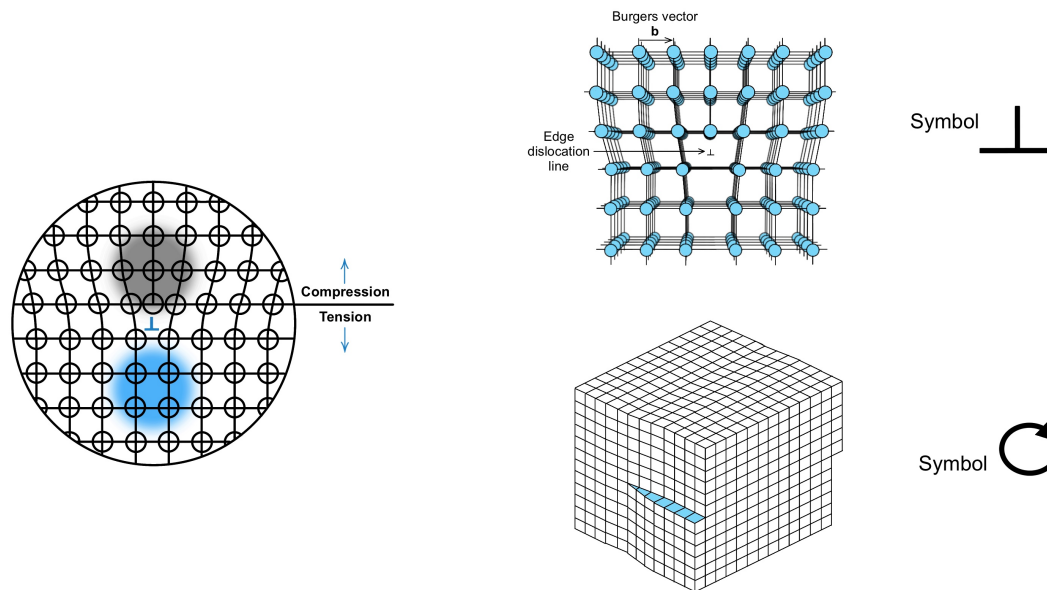 Burgers vector
b
Edge
dislocation
line
⊥
Symbol
Compression
Tension
Symbol